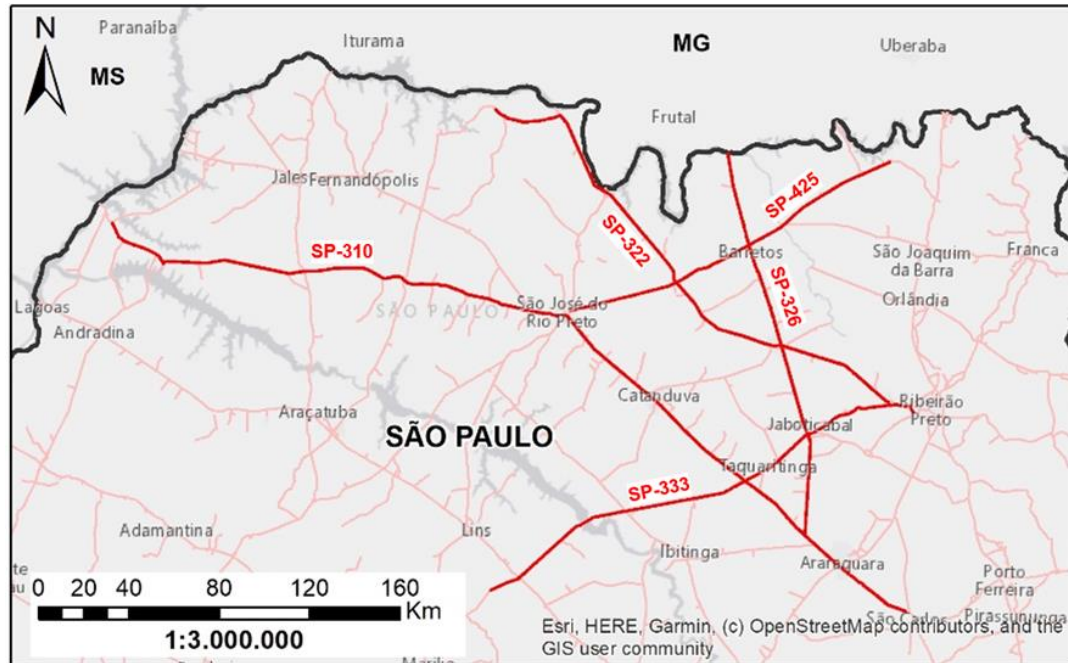 N
Paranaíba
Iturama
MG
Uberaba
MS
Frutal
Jales
Fernandópolis
SP-425
SP-322
Barretos
São Joaquim
da Barra
Franca
SP-310
SP-326
Orlândia
Lagoas
Andradina
SÃO PAULO
São José do
Rio Preto
Catanduva
Ribeirão
Preto
Araçatuba
SÃO PAULO
Jaboticabal
Taquaritinga
SP-333
Adamantina
Lins
Ibitinga
Araraquara
Porto
Ferreira
São Carlos
Pirassununga
0 20 40 80 120 160
Km
1:3.000.000
Esri, HERE, Garmin, (c) OpenStreetMap contributors, and the
GIS user community
Marília